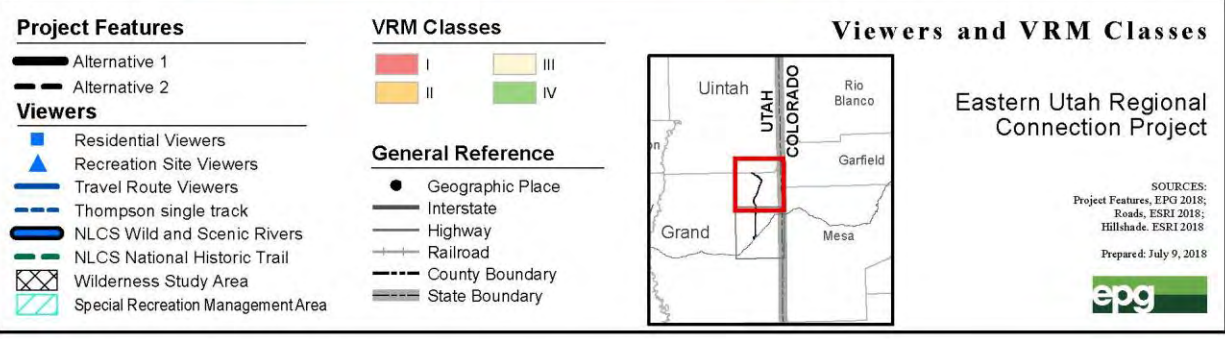 Project Features
Alternative 1
Alternative 2
Viewers
Residential Viewers
Recreation Site Viewers
Travel Route Viewers
Thompson single track
NLCS Wild and Scenic Rivers
NLCS National Historic Trail
Wilderness Study Area
Special Recreation Management Area
VRM Classes
I
II
III
IV
General Reference
Geographic Place
Interstate
Highway
Railroad
County Boundary
State Boundary
Uintah
UTAH
COLORADO
Rio
Blanco
Garfield
Grand
Mesa
Viewers and VRM Classes
Eastern Utah Regional
Connection Project
SOURCES:
Project Features, EPG 2018;
Roads, ESRI 2018;
Hillshade. ESRI 2018
Prepared: July 9, 2018
epg